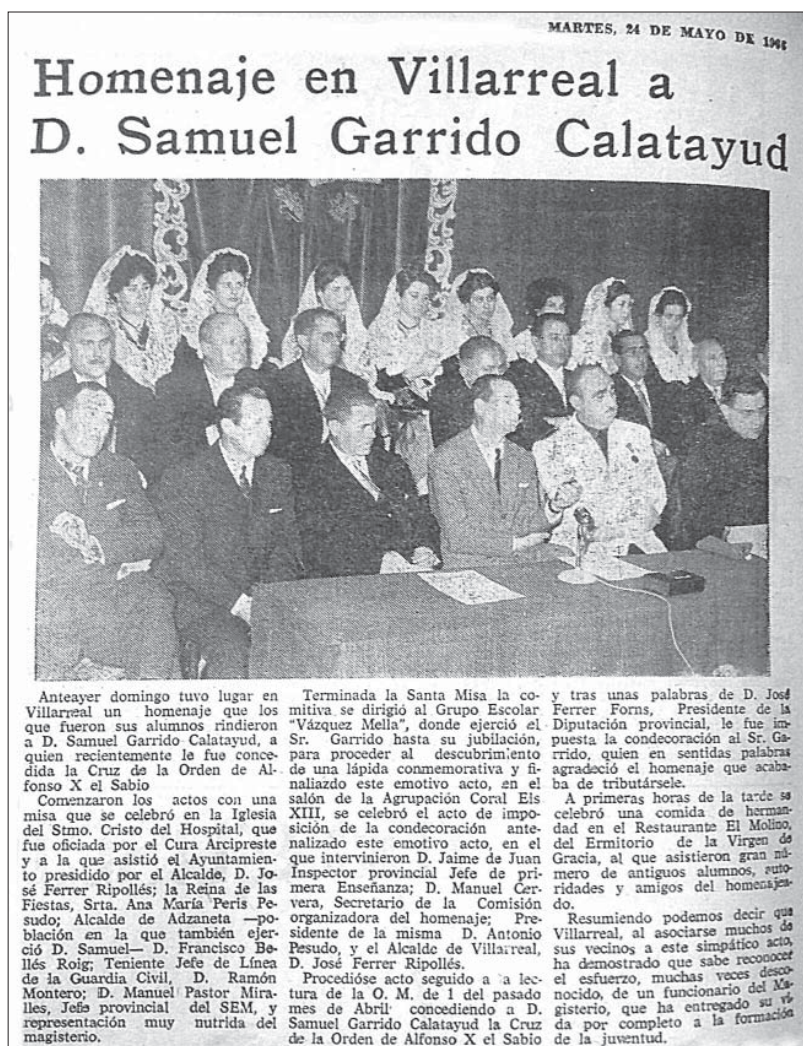 MARTES, 24 DE MAYO DE 1966
Homenaje en Villarreal a
D. Samuel Garrido Calatayud
Anteayer domingo tuvo lugar en
Villarreal un homenaje que los
que fueron sus alumnos rindieron
a D. Samuel Garrido Calatayud, a
quien recientemente le fue conce-
dida la Cruz de la Orden de Al-
fonso X el Sabio
Comenzaron los actos con una
misa que se celebró en la Iglesia
del Stmo. Cristo del Hospital, que
fue oficiada por el Cura Arcipreste
y a la que asistió el Ayuntamien-
to presidido por el Alcalde, D. Jo-
sé Ferrer Ripollés; la Reina de las
Fiestas, Srta. Ana María Peris Pe-
sudo; Alcalde de Adzaneta —po-
blación en la que también ejer-
ció D. Samuel— D. Francisco Be-
llés Roig; Teniente Jefe de Línea
de la Guardia Civil, D. Ramón
Montero; D. Manuel Pastor Mira-
lles, Jefe provincial del SEM, y
representación muy nutrida del
magisterio.
Terminada la Santa Misa la co-
mitiva se dirigió al Grupo Escolar
"Vázquez Mella", donde ejerció el
Sr. Garrido hasta su jubilación,
para proceder al descubrimiento
de una lápida conmemorativa y fi-
naliazdo este emotivo acto, en el
salón de la Agrupación Coral Els
XIII, se celebró el acto de impo-
sición de la condecoración ante-
nalizado este emotivo acto, en el
que intervinieron D. Jaime de Juan
Inspector provincial Jefe de pri-
mera Enseñanza; D. Manuel Cer-
vera, Secretario de la Comisión
organizadora del homenaje; Pre-
sidente de la misma D. Antonio
Pesudo, y el Alcalde de Villarreal,
D. José Ferrer Ripollés.
Procedióse acto seguido a a lec-
tura de la O. M. de 1 del pasado
mes de Abril concediendo a D.
Samuel Garrido Calatayud la Cruz
de la Orden de Alfonso X el Sabio
y tras unas palabras de D. José
Ferrer Forns, Presidente de la
Diputación provincial, le fue im-
puesta la condecoración al Sr. Ga-
rrido, quien en sentidas palabras
agradeció el homenaje que acaba-
ba de tributársele.
A primeras horas de la tarde se
celebró una comida de herman-
dad en el Restaurante El Molino,
del Ermitorio de la Virgen de
Gracia, al que asistieron gran nú-
mero de antiguos alumnos, auto-
ridades y amigos del homenajea-
do.
Resumiendo podemos decir que
Villarreal, al asociarse muchos de
sus vecinos a este simpático acto,
ha demostrado que sabe reconocer
el esfuerzo, muchas veces desco-
nocido, de un funcionario del Ma-
gisterio, que ha entregado su vi-
da por completo a la formación
de la juventud.